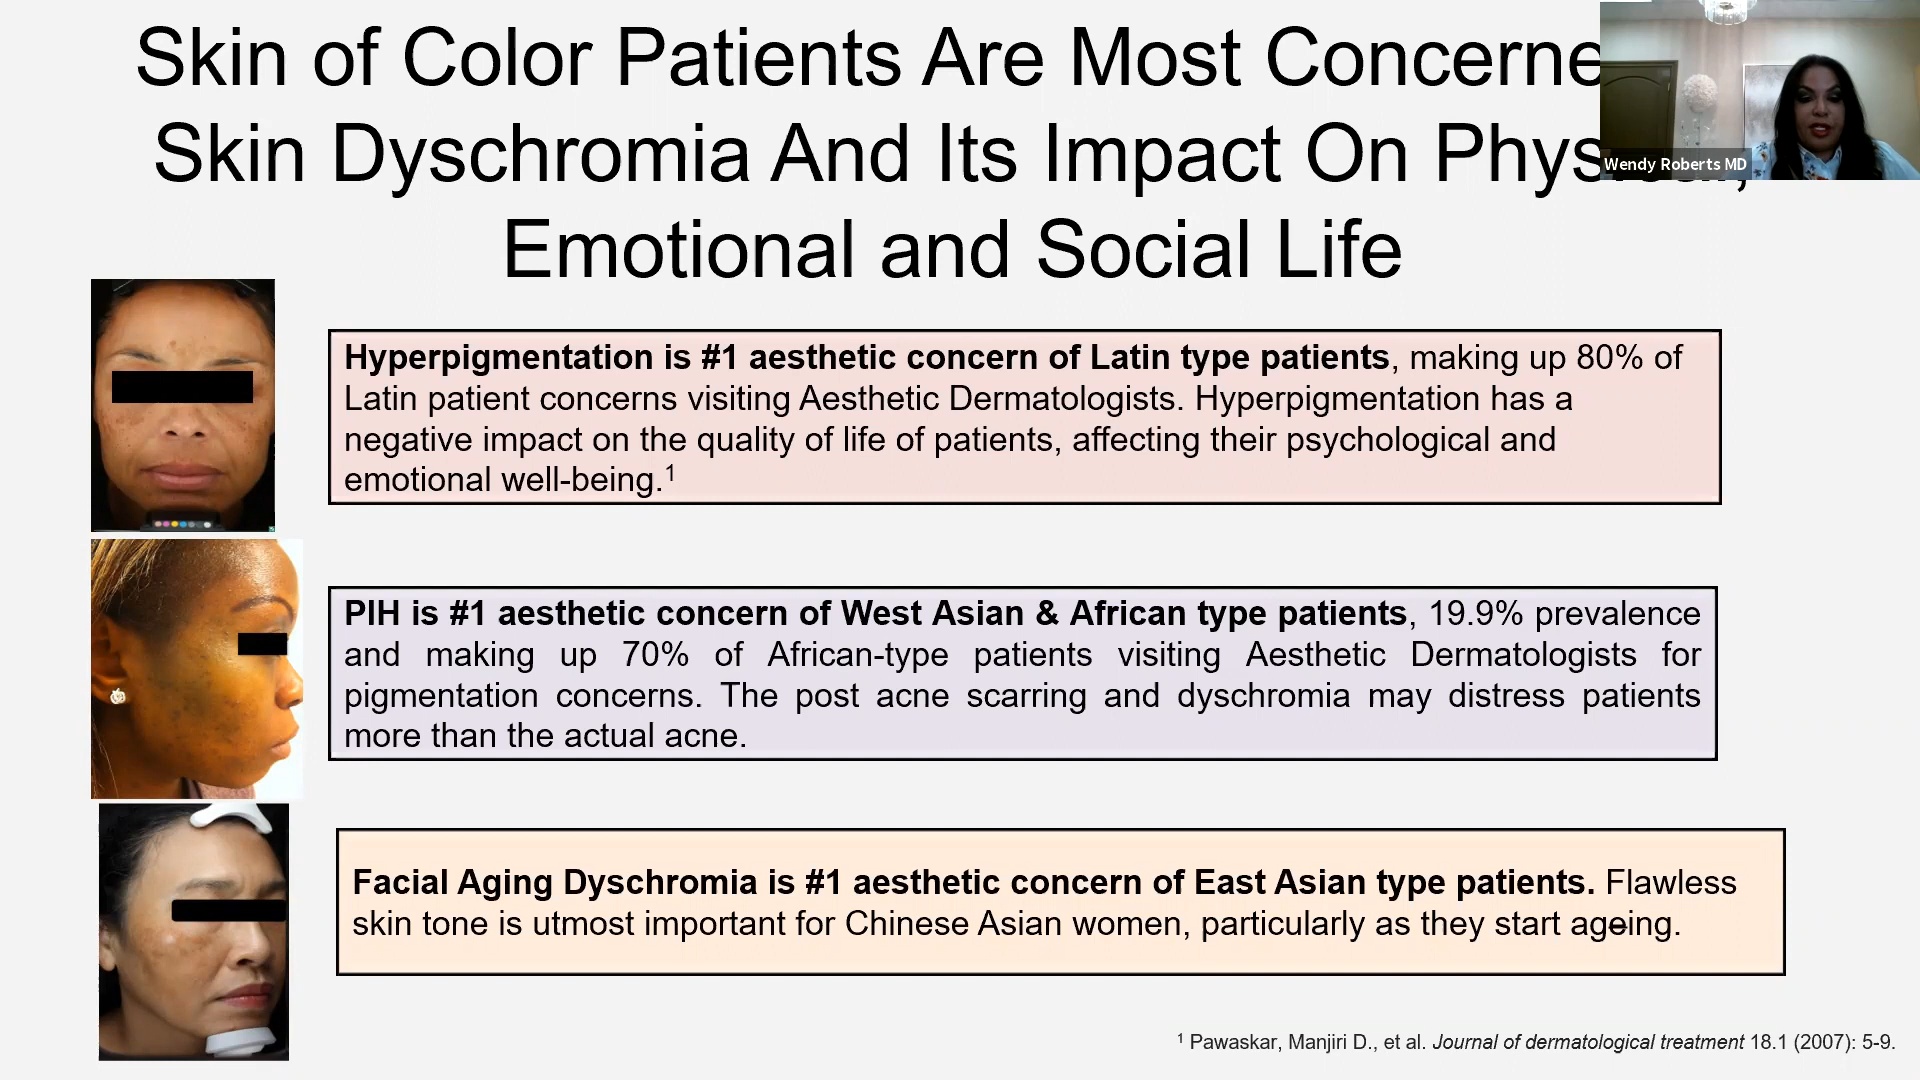 Skin of Color Patients Are Most Concerne
Skin Dyschromia And Its Impact On
Emotional and Social Life
Wendy Roberts MD
Hyperpigmentation is #1 aesthetic concern of Latin type patients, making up 80% of
Latin patient concerns visiting Aesthetic Dermatologists. Hyperpigmentation has a
negative impact on the quality of life of patients, affecting their psychological and
emotional well-being.1
PIH is #1 aesthetic concern of West Asian & African type patients, 19.9% prevalence
and making up 70% of African-type patients visiting Aesthetic Dermatologists for
pigmentation concerns. The post acne scarring and dyschromia may distress patients
more than the actual acne.
Facial Aging Dyschromia is #1 aesthetic concern of East Asian type patients. Flawless
skin tone is utmost important for Chinese Asian women, particularly as they start ageing.
1 Pawaskar, Manjiri D., et al. Journal of dermatological treatment 18.1 (2007): 5-9.